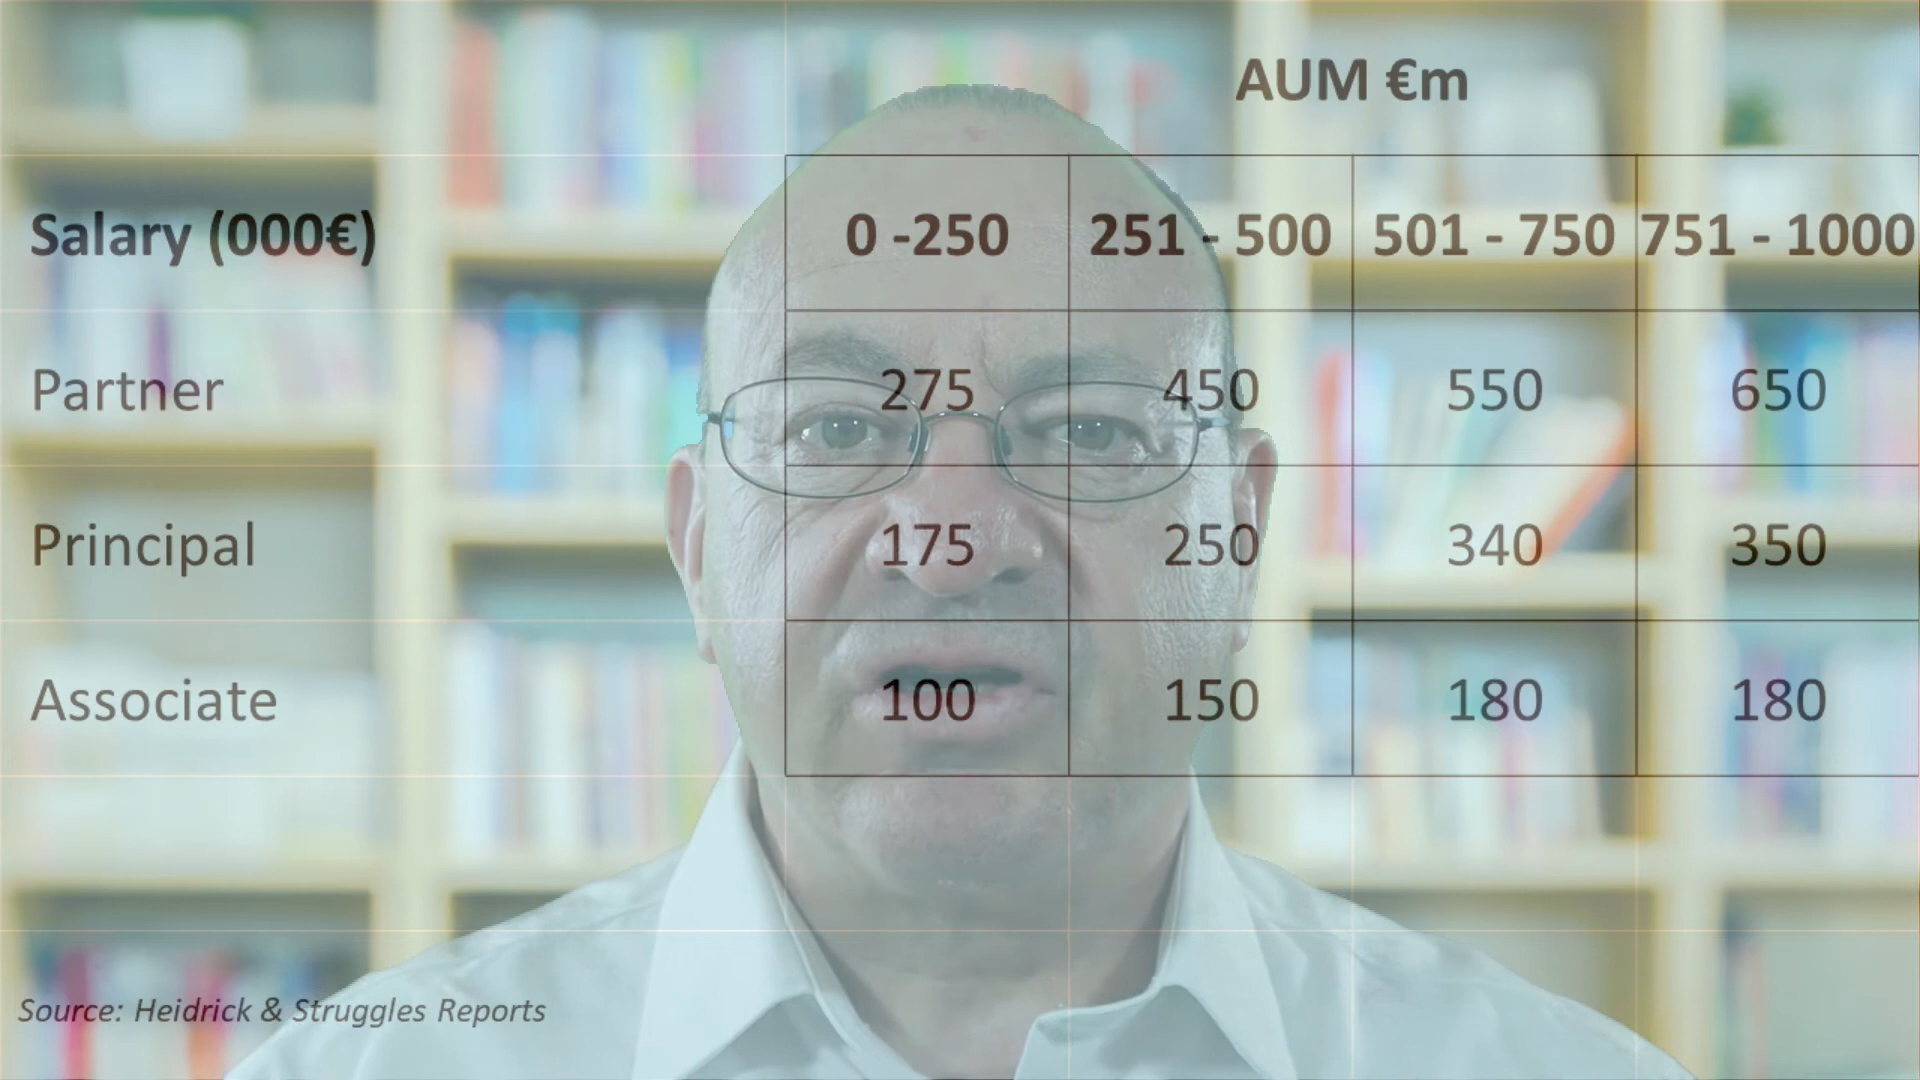 AUM €m
Salary (000€) 0 -250 251 - 500 501 - 750 751 - 1000
Partner 275 450 550 650
Principal 175 250 340 350
Associate 100 150 180 180
Source: Heidrick & Struggles Reports